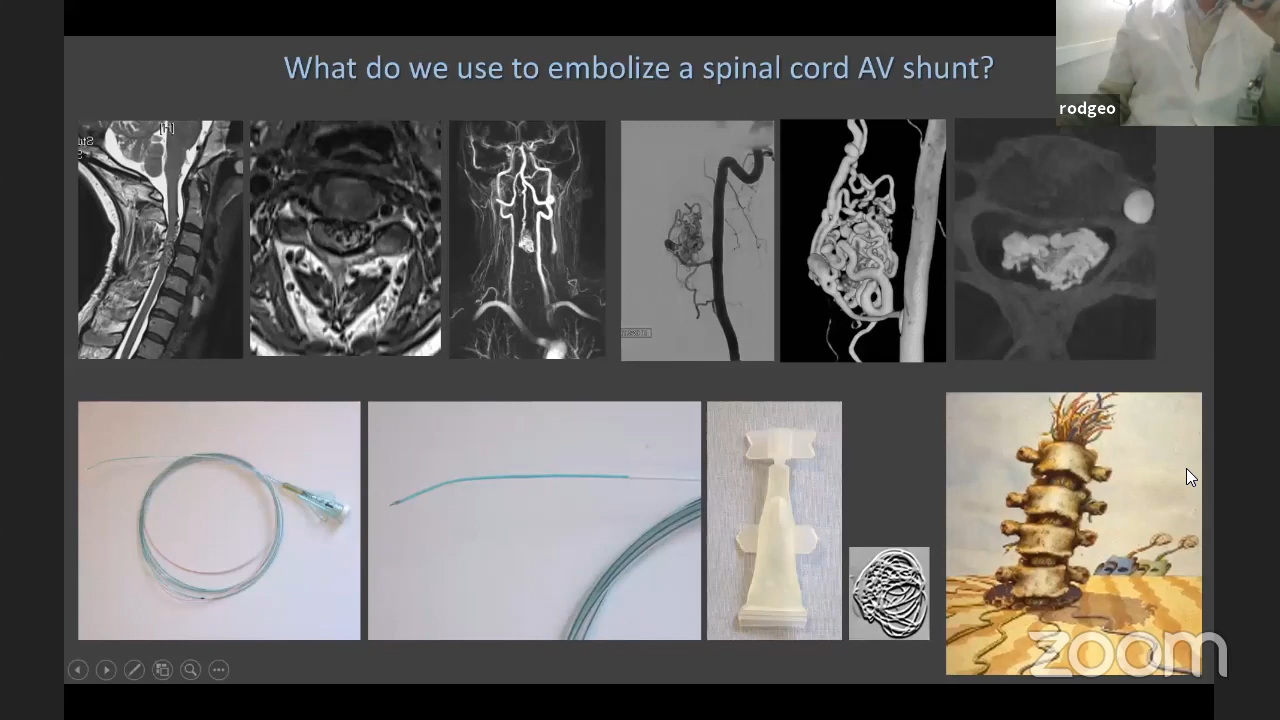 What do we use to embolize a spinal cord AV shunt?
rodgeo
[H]
zoom